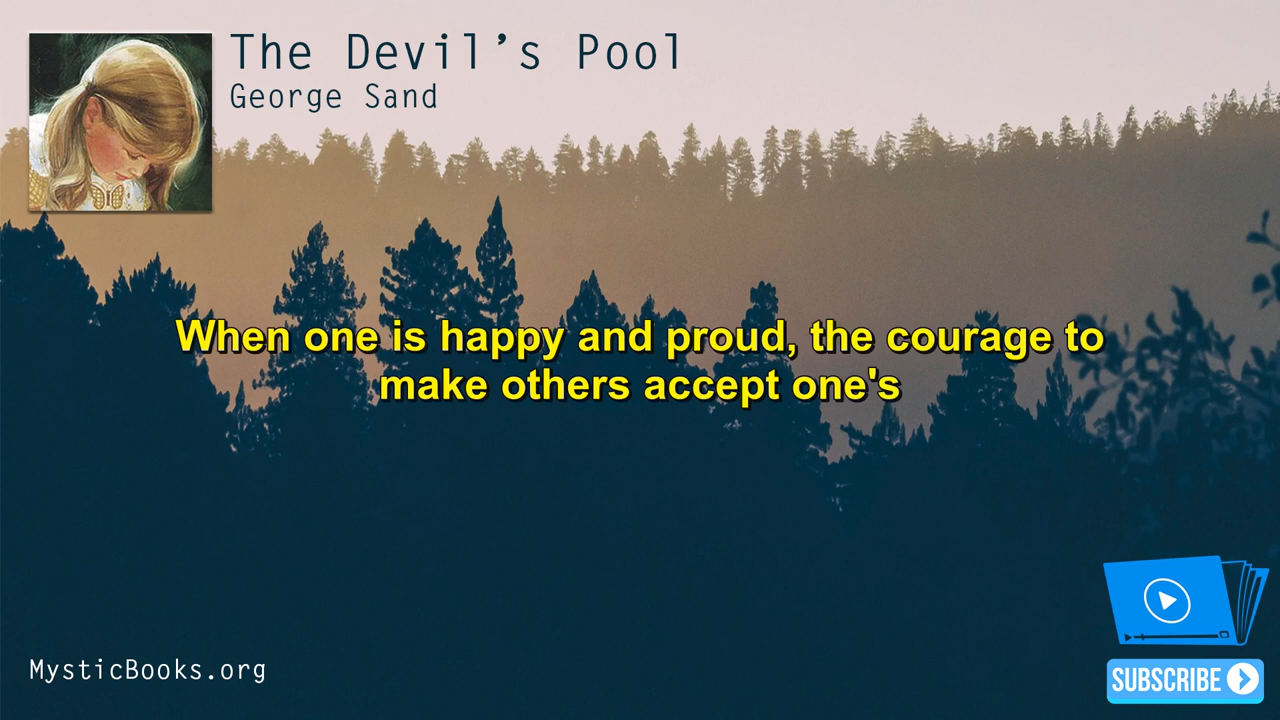 The Devil's Pool
George Sand
When one is happy and proud, the courage to
make others accept one's
MysticBooks.org
SUBSCRIBE